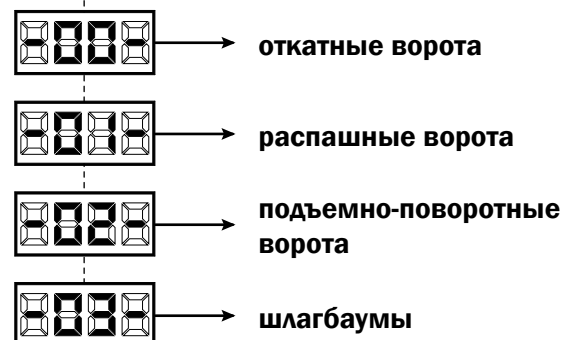 -00- откатные ворота
-01- распашные ворота
-02- подъемно-поворотные
ворота
-03- шлагбаумы